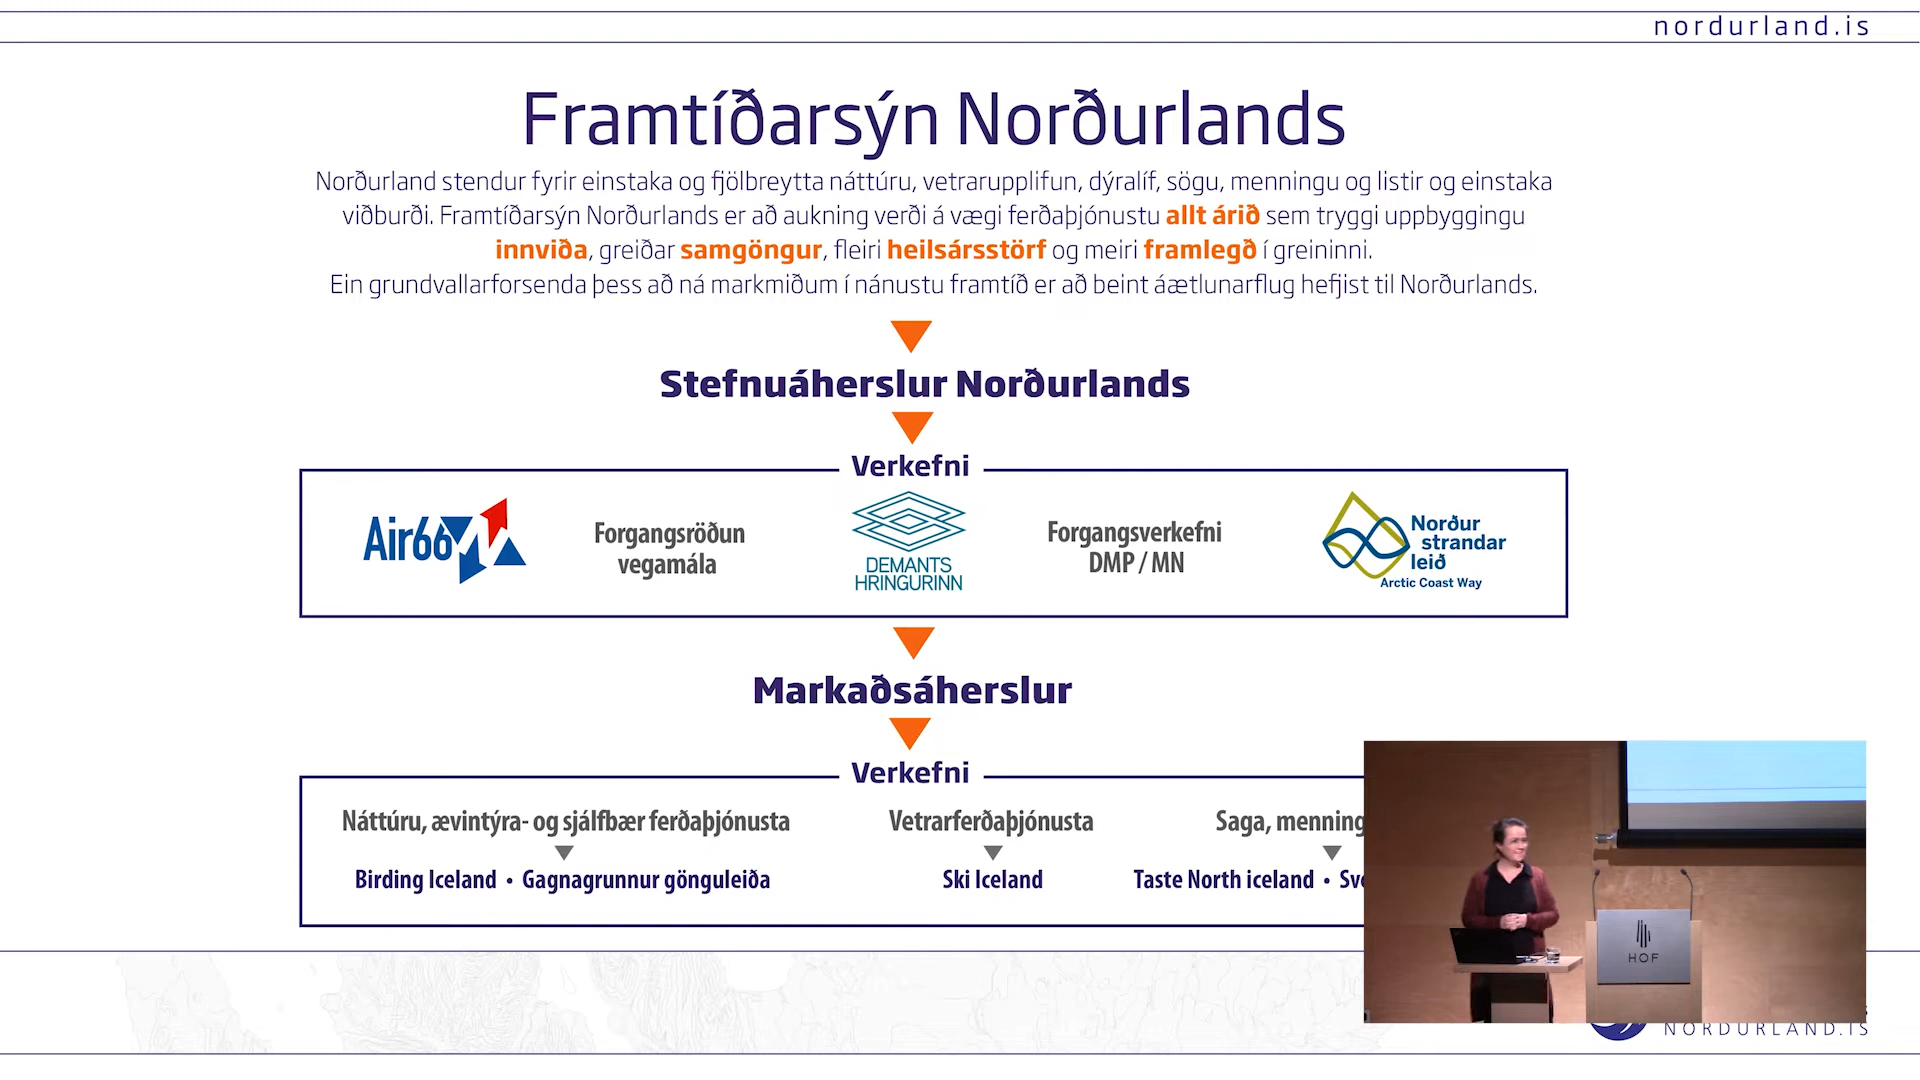 nordurland.is
Framtíðarsýn Norðurlands
Norðurland stendur fyrir einstaka og fjölbreytta náttúru, vetrarupplifun, dýralíf, sögu, menningu og listir og einstaka
viðburði. Framtíðarsýn Norðurlands er að aukning verði á vægi ferðaþjónustu allt árið sem tryggi uppbyggingu
innviða, greiðar samgöngur, fleiri heilsársstörf og meiri framlegð í greininni.
Ein grundvallarforsenda þess að ná markmiðum í nánustu framtíð er að beint áætlunarflug hefjist til Norðurlands.
Stefnuáherslur Norðurlands
Verkefni
Air66N
Forgangsröðun
vegamála
DEMANTS
HRINGURINN
Forgangsverkefni
DMP / MN
Norður
strandar
leið
Arctic Coast Way
Markaðsáherslur
Verkefni
Náttúru, ævintýra- og sjálfbær ferðaþjónusta
Birding Iceland • Gagnagrunnur gönguleiða
Vetrarferðaþjónusta
Ski Iceland
Saga, menning
Taste North iceland •
HOF
NORDURLAND.IS